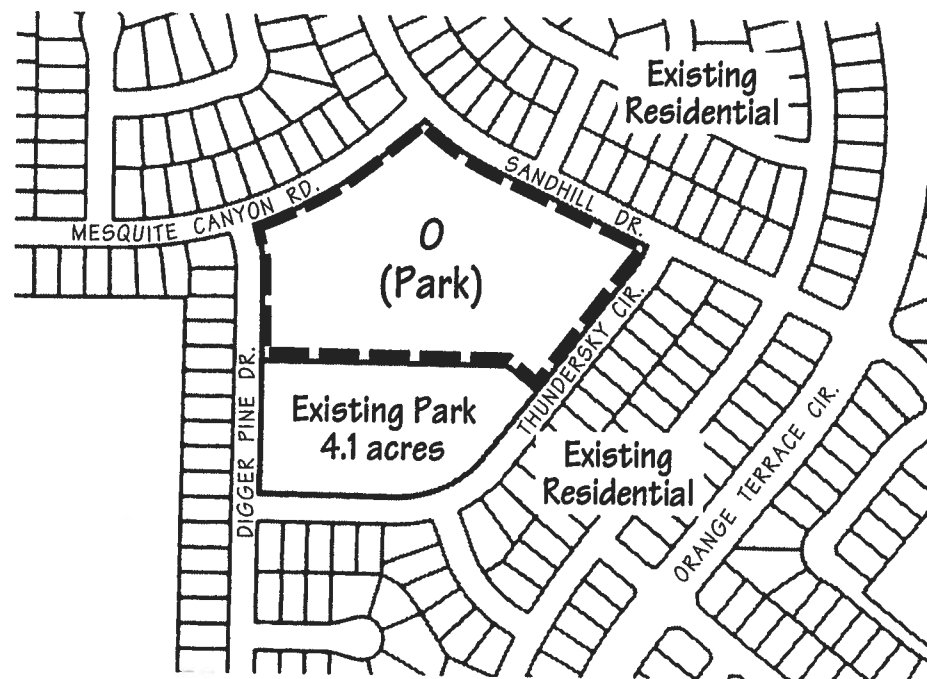 Existing
Residential
SANDHILL DR.
MESQUITE CANYON RD.
O
(Park)
THUNDERSKY CIR.
DIGGER PINE DR.
Existing Park
4.1 acres
Existing
Residential
ORANGE TERRACE CIR.